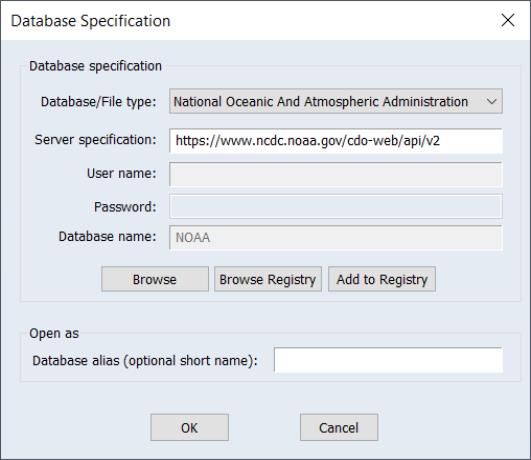 Database Specification
Database specification
Database/File type: National Oceanic And Atmospheric Administration
Server specification: https://www.ncdc.noaa.gov/cdo-web/api/v2
User name:
Password:
Database name: NOAA
Browse Browse Registry Add to Registry
Open as
Database alias (optional short name):
OK Cancel